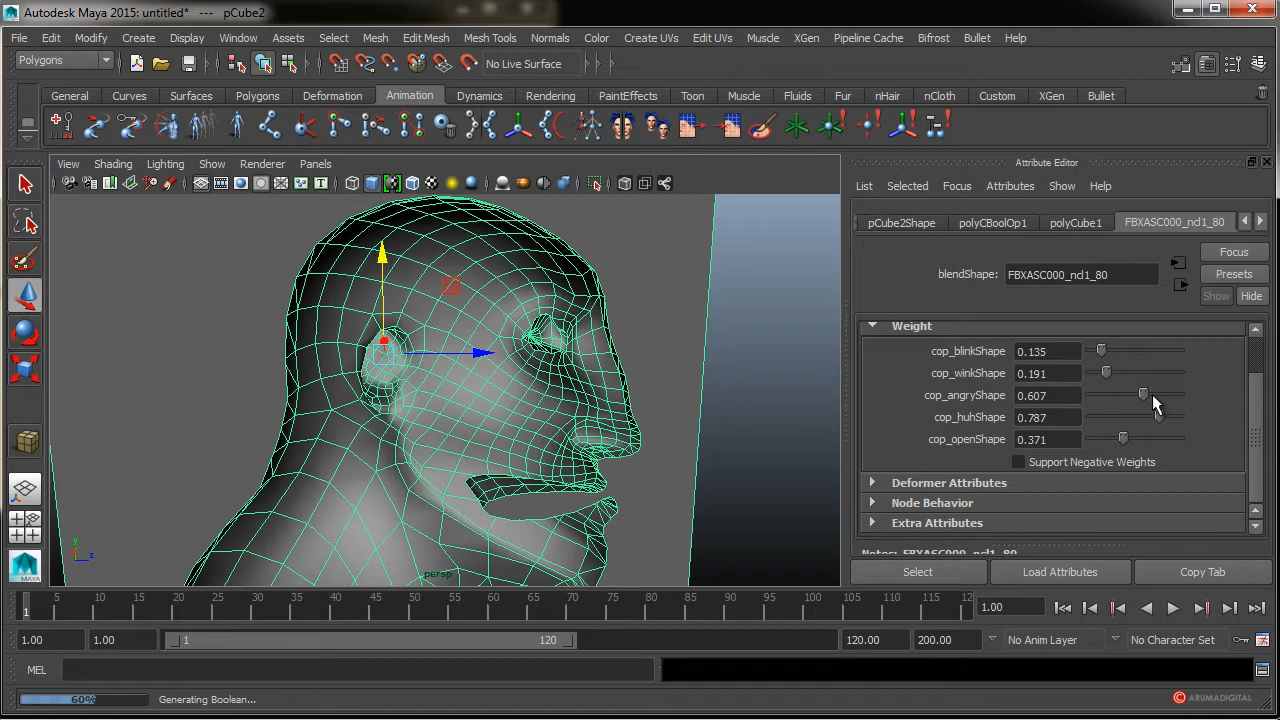 Autodesk Maya 2015: untitled* --- pCube2
File Edit Modify Create Display Window Assets Select Mesh Edit Mesh Mesh Tools Normals Color Create UVs Edit UVs Muscle XGen Pipeline Cache Bifrost Bullet Help
Polygons No Live Surface
General Curves Surfaces Polygons Deformation Animation Dynamics Rendering PaintEffects Toon Muscle Fluids Fur nHair nCloth Custom XGen Bullet
View Shading Lighting Show Renderer Panels
Attribute Editor
List Selected Focus Attributes Show Help
pCube2Shape polyCBoolOp1 polyCube1 FBXASC000_ncl1_80
Focus
blendShape: FBXASC000_ncl1_80 Presets
Show Hide
Weight
cop_blinkShape 0.135
cop_winkShape 0.191
cop_angryShape 0.607
cop_huhShape 0.787
cop_openShape 0.371
Support Negative Weights
Deformer Attributes
Node Behavior
Extra Attributes
Notes: FBXASC000_ncl1_80
Select Load Attributes Copy Tab
y
z
persp
MAYA
1 5 10 15 20 25 30 35 40 45 50 55 60 65 70 75 80 85 90 95 100 105 110 115 12 1.00
1.00 1.00 1 120 120.00 200.00 No Anim Layer No Character Set
MEL
60% Generating Boolean...
© ARUMADIGITAL